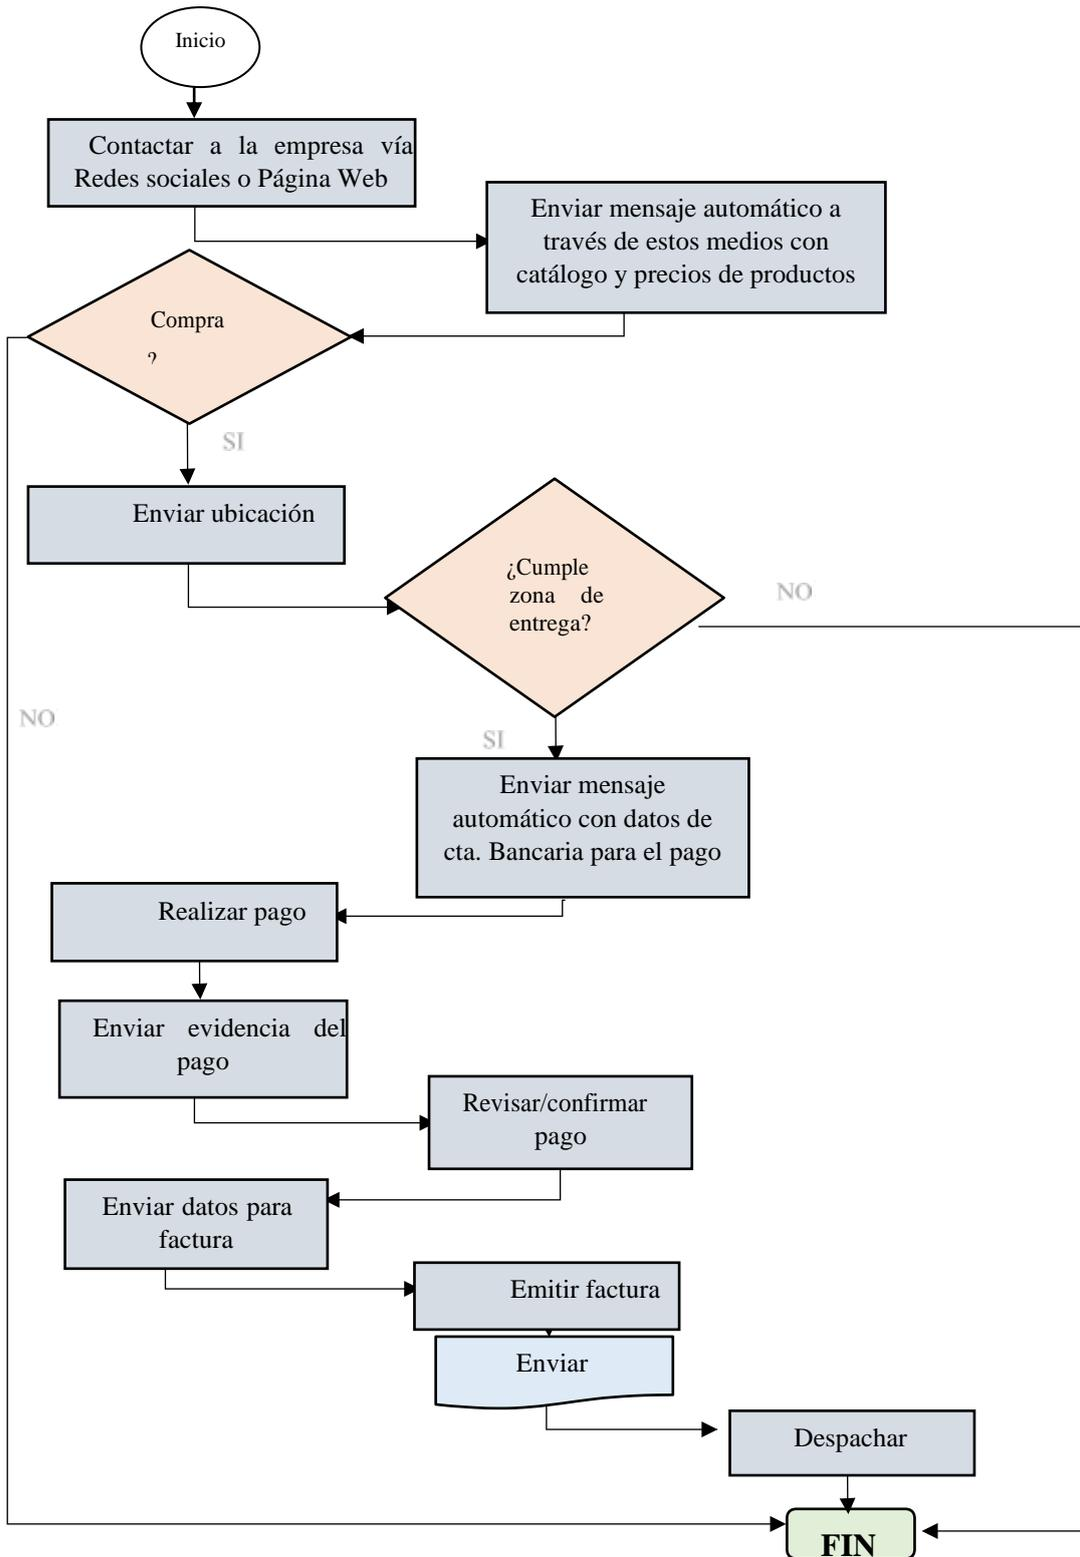 Inicio
Contactar a la empresa vía
Redes sociales o Página Web
Enviar mensaje automático a
través de estos medios con
catálogo y precios de productos
Compra
?
SI
Enviar ubicación
¿Cumple
zona de
entrega?
NO
NO
SI
Enviar mensaje
automático con datos de
cta. Bancaria para el pago
Realizar pago
Enviar evidencia del
pago
Revisar/confirmar
pago
Enviar datos para
factura
Emitir factura
Enviar
Despachar
FIN